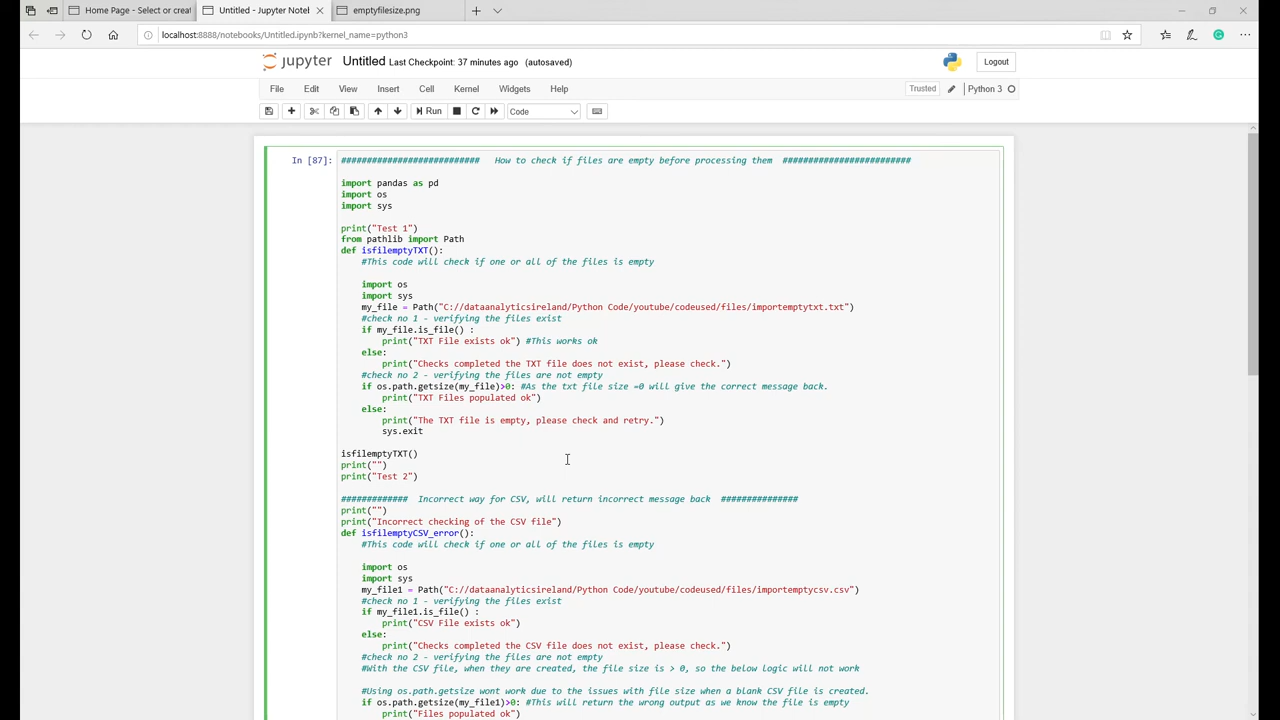 Home Page - Select or creat
Untitled - Jupyter Notel
emptyfilesize.png
localhost:8888/notebooks/Untitled.ipynb?kernel_name=python3
jupyter Untitled Last Checkpoint: 37 minutes ago (autosaved)
Logout
File Edit View Insert Cell Kernel Widgets Help
Trusted
Python 3
Run
Code
In [87]:
########################### How to check if files are empty before processing them #########################
import pandas as pd
import os
import sys
print("Test 1")
from pathlib import Path
def isfilemptyTXT():
#This code will check if one or all of the files is empty
import os
import sys
my_file = Path("C://dataanalyticsireland/Python Code/youtube/codeused/files/importemptytxt.txt")
#check no 1 - verifying the files exist
if my_file.is_file() :
print("TXT File exists ok") #This works ok
else:
print("Checks completed the TXT file does not exist, please check.")
#check no 2 - verifying the files are not empty
if os.path.getsize(my_file)>0: #As the txt file size =0 will give the correct message back.
print("TXT Files populated ok")
else:
print("The TXT file is empty, please check and retry.")
sys.exit
isfilemptyTXT()
print("")
print("Test 2")
############# Incorrect way for CSV, will return incorrect message back ###############
print("")
print("Incorrect checking of the CSV file")
def isfilemptyCSV_error():
#This code will check if one or all of the files is empty
import os
import sys
my_file1 = Path("C://dataanalyticsireland/Python Code/youtube/codeused/files/importemptycsv.csv")
#check no 1 - verifying the files exist
if my_file1.is_file() :
print("CSV File exists ok")
else:
print("Checks completed the CSV file does not exist, please check.")
#check no 2 - verifying the files are not empty
#With the CSV file, when they are created, the file size is > 0, so the below logic will not work
#Using os.path.getsize wont work due to the issues with file size when a blank CSV file is created.
if os.path.getsize(my_file1)>0: #This will return the wrong output as we know the file is empty
print("Files populated ok")